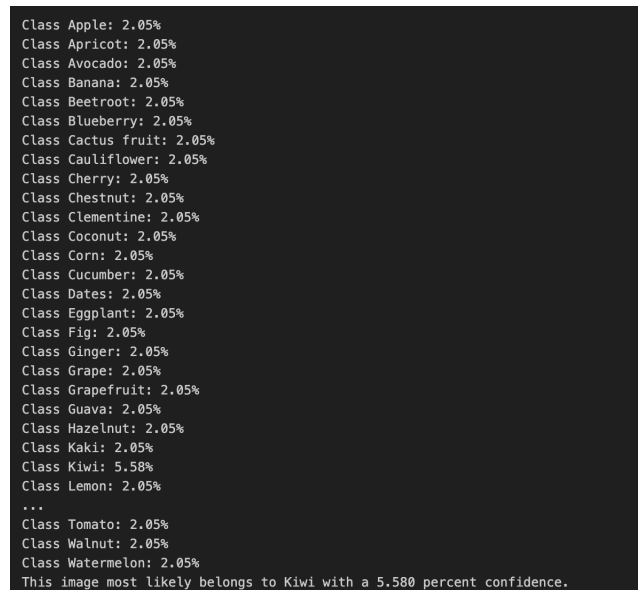 Class Apple: 2.05%
Class Apricot: 2.05%
Class Avocado: 2.05%
Class Banana: 2.05%
Class Beetroot: 2.05%
Class Blueberry: 2.05%
Class Cactus fruit: 2.05%
Class Cauliflower: 2.05%
Class Cherry: 2.05%
Class Chestnut: 2.05%
Class Clementine: 2.05%
Class Coconut: 2.05%
Class Corn: 2.05%
Class Cucumber: 2.05%
Class Dates: 2.05%
Class Eggplant: 2.05%
Class Fig: 2.05%
Class Ginger: 2.05%
Class Grape: 2.05%
Class Grapefruit: 2.05%
Class Guava: 2.05%
Class Hazelnut: 2.05%
Class Kaki: 2.05%
Class Kiwi: 5.58%
Class Lemon: 2.05%
...
Class Tomato: 2.05%
Class Walnut: 2.05%
Class Watermelon: 2.05%
This image most likely belongs to Kiwi with a 5.580 percent confidence.